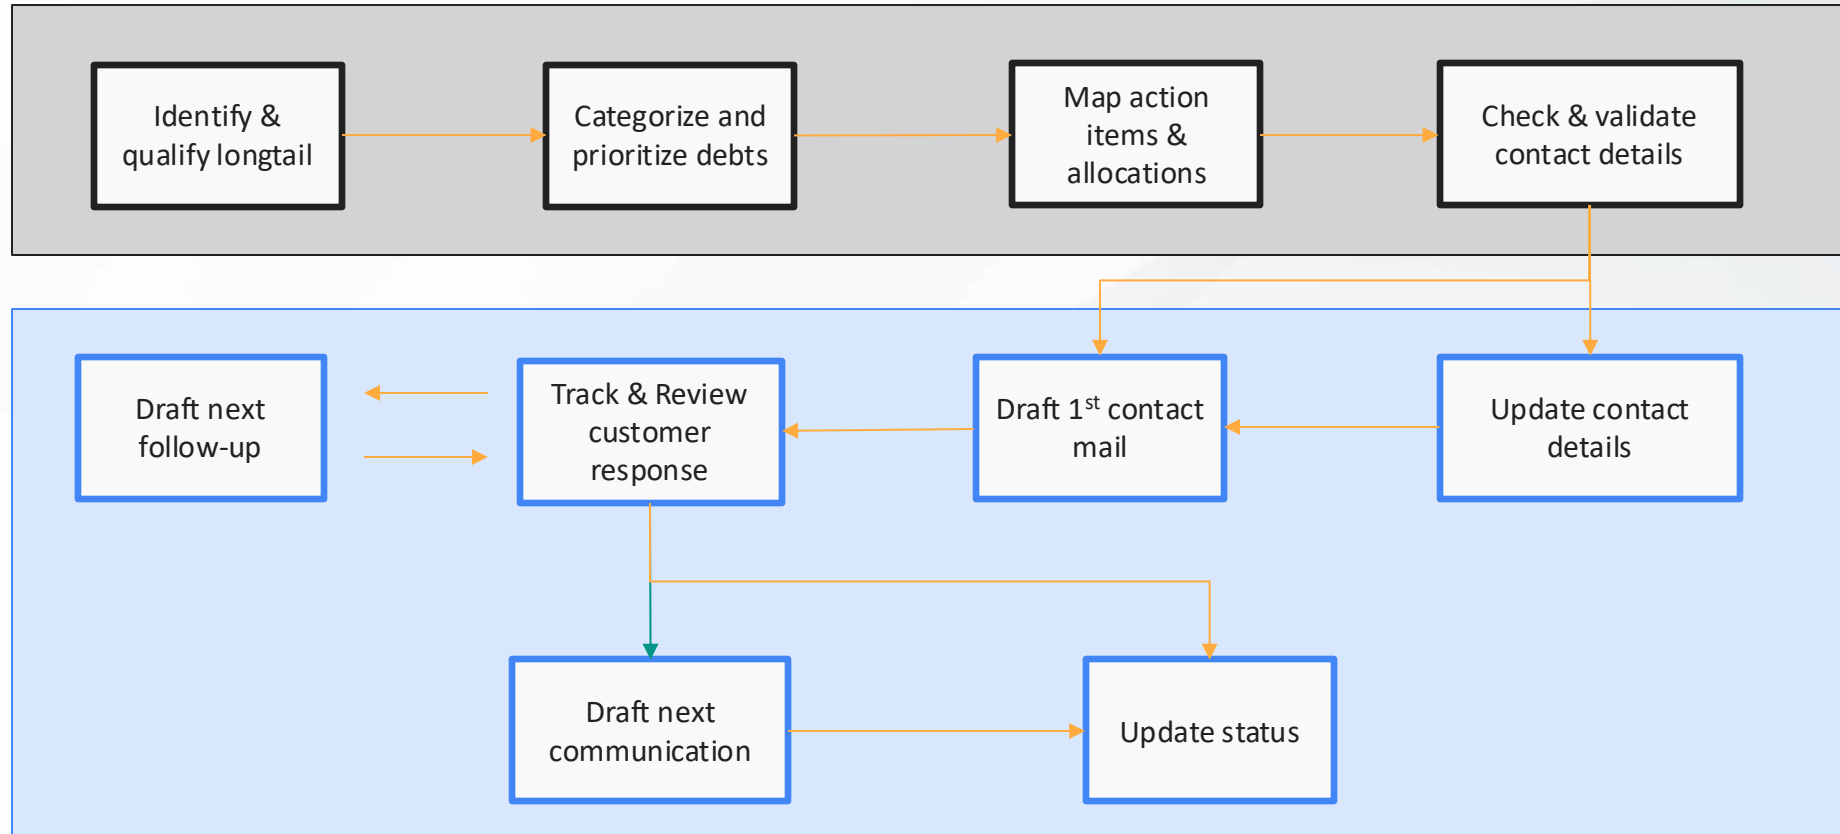 Identify &
qualify longtail
Categorize and
prioritize debts
Map action
items &
allocations
Check & validate
contact details
Draft next
follow-up
Track & Review
customer
response
Draft 1st contact
mail
Update contact
details
Draft next
communication
Update status